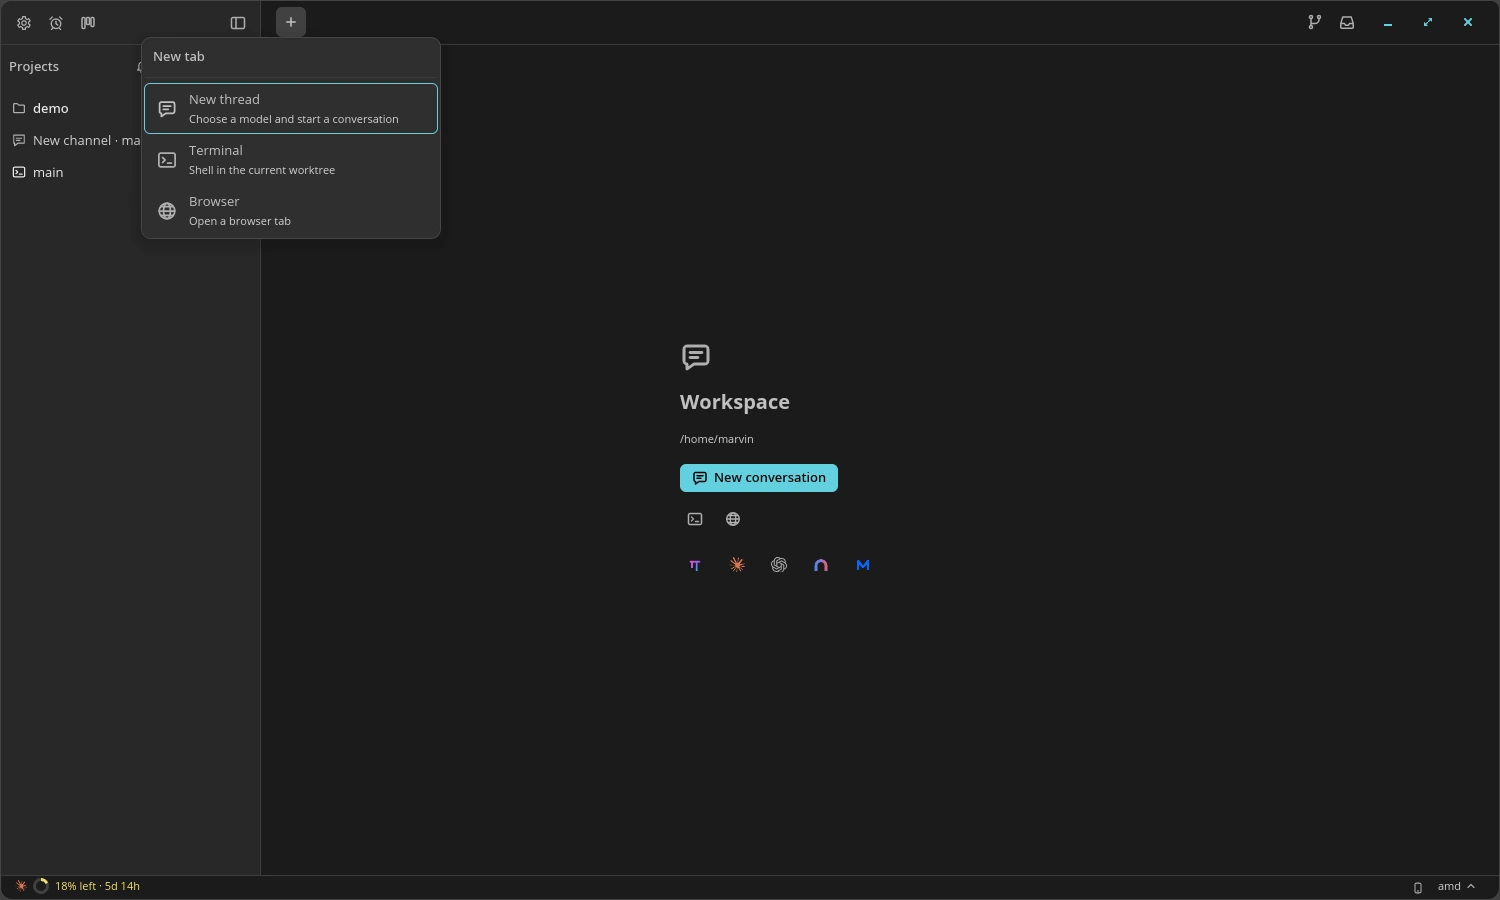 New tab
Projects
New thread
Choose a model and start a conversation
demo
New channel · ma
Terminal
Shell in the current worktree
main
Browser
Open a browser tab
Workspace
/home/marvin
New conversation
18% left · 5d 14h
amd